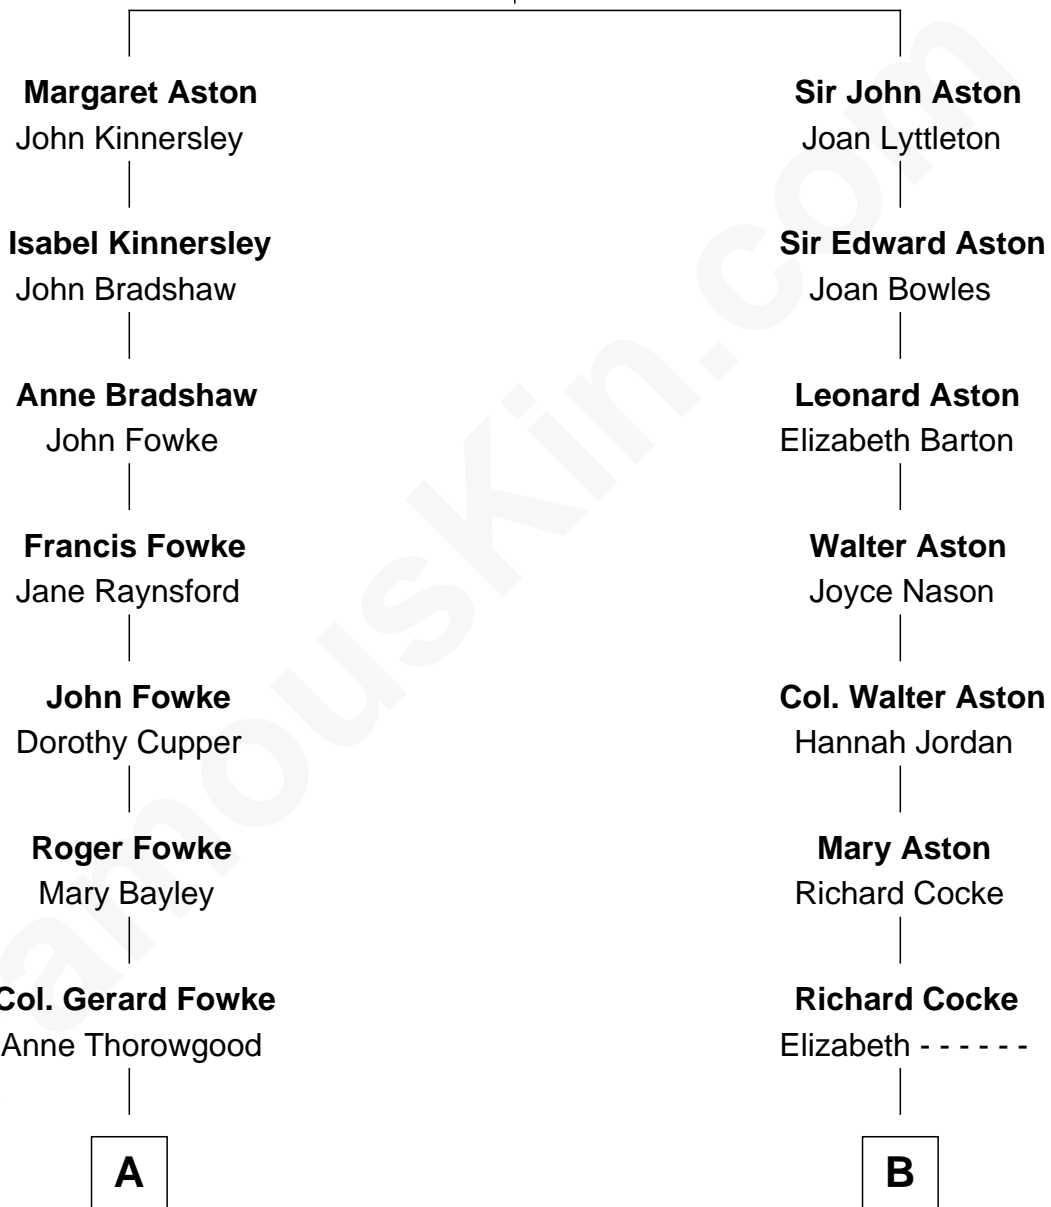 Margaret Aston
John Kinnersley
Isabel Kinnersley
John Bradshaw
Anne Bradshaw
John Fowke
Francis Fowke
Jane Raynsford
John Fowke
Dorothy Cupper
Roger Fowke
Mary Bayley
Col. Gerard Fowke
Anne Thorowgood
A
Sir John Aston
Joan Lyttleton
Sir Edward Aston
Joan Bowles
Leonard Aston
Elizabeth Barton
Walter Aston
Joyce Nason
Col. Walter Aston
Hannah Jordan
Mary Aston
Richard Cocke
Richard Cocke
Elizabeth - - - - - -
B
amousKin.com